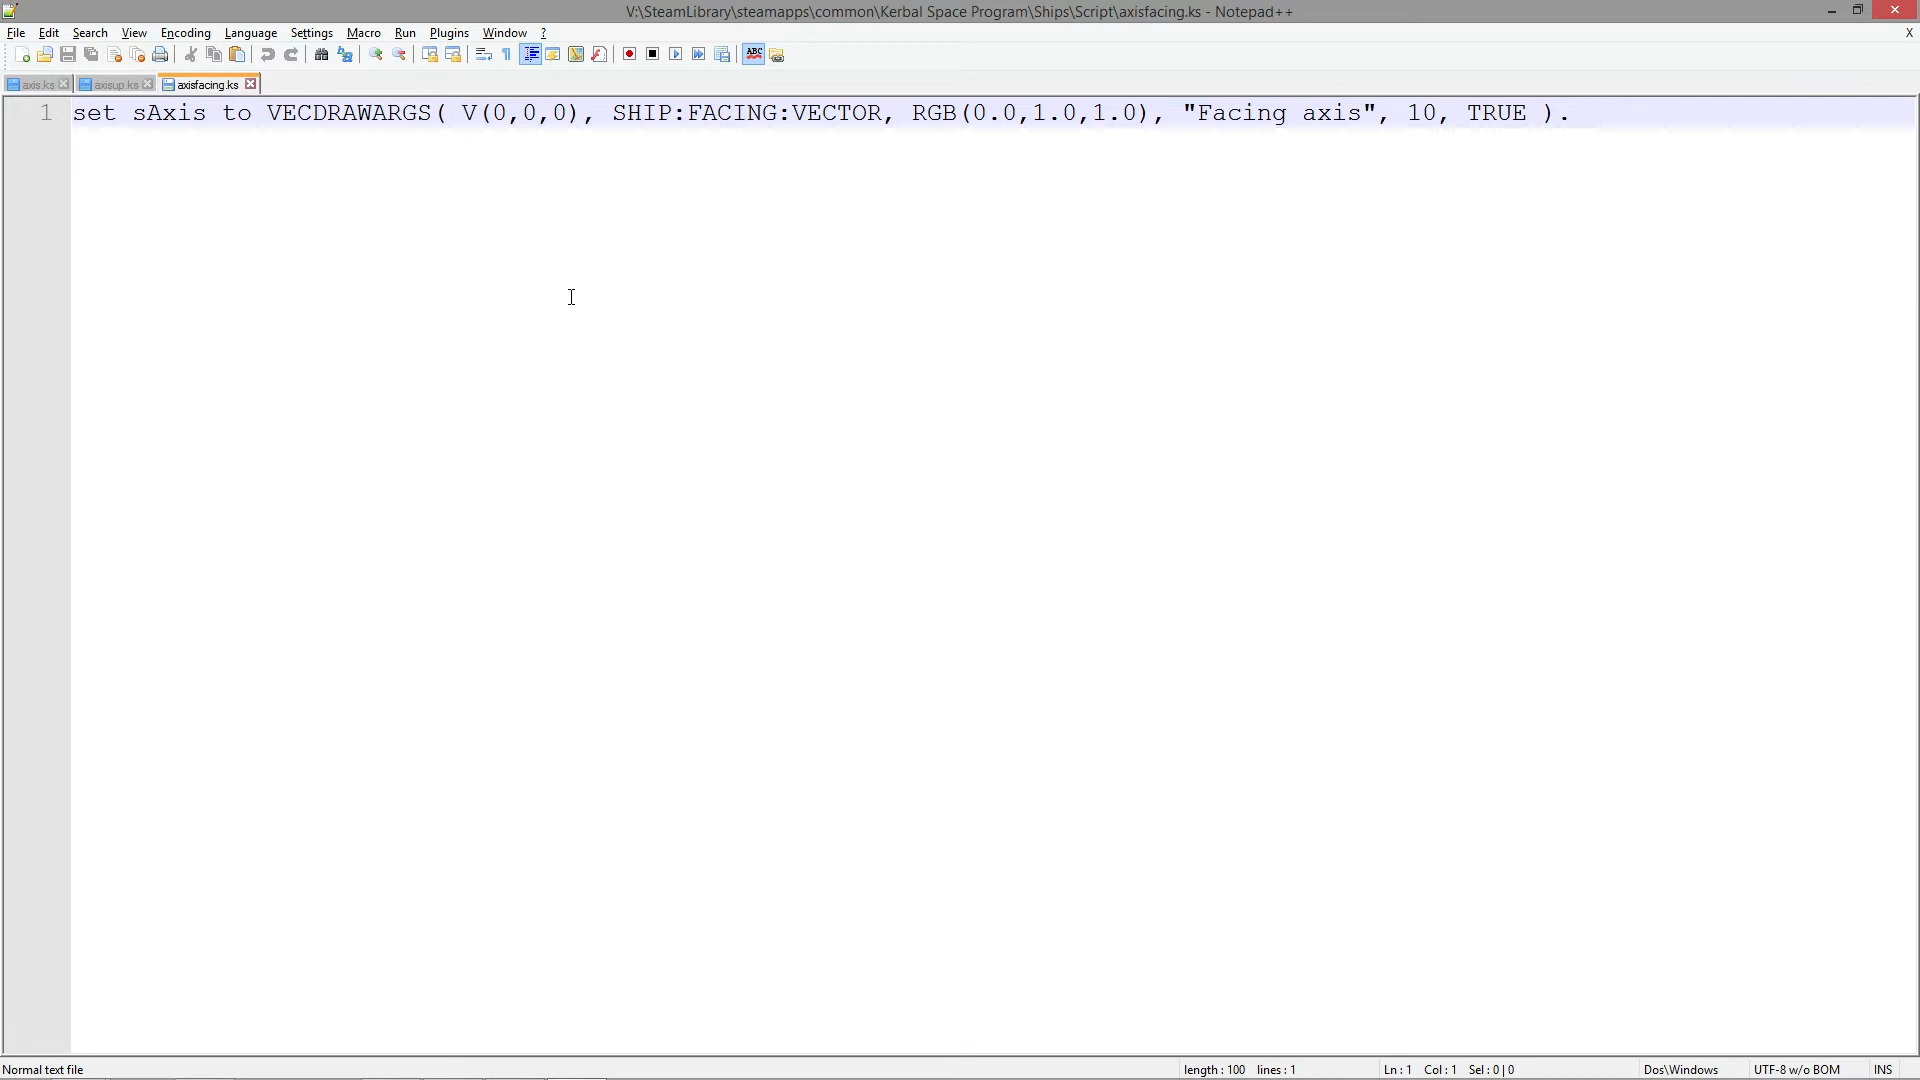 V:\SteamLibrary\steamapps\common\Kerbal Space Program\Ships\Script\axisfacing.ks - Notepad++
File Edit Search View Encoding Language Settings Macro Run Plugins Window ? X
ABC
axis.ks axisup.ks axisfacing.ks
1 set sAxis to VECDRAWARGS( V(0,0,0), SHIP:FACING:VECTOR, RGB(0.0,1.0,1.0), "Facing axis", 10, TRUE ).
Normal text file length : 100 lines : 1 Ln : 1 Col : 1 Sel : 0 | 0 Dos\Windows UTF-8 w/o BOM INS